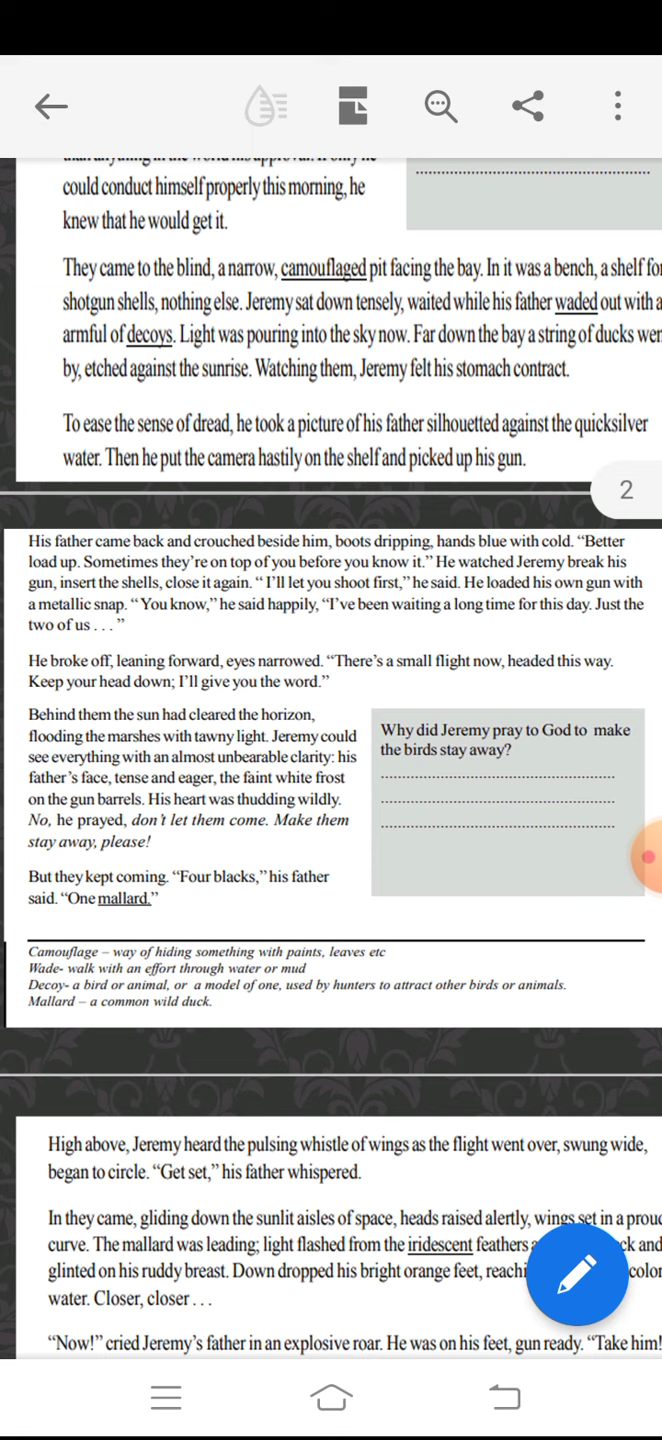 could conduct himself properly this morning, he
knew that he would get it.
They came to the blind, a narrow, camouflaged pit facing the bay. In it was a bench, a shelf for
shotgun shells, nothing else. Jeremy sat down tensely, waited while his father waded out with
armful of decoys. Light was pouring into the sky now. Far down the bay a string of ducks
by, etched against the sunrise. Watching them, Jeremy felt his stomach contract.
To ease the sense of dread, he took a picture of his father silhouetted against the quicksilver
water. Then he put the camera hastily on the shelf and picked up his gun.
2
His father came back and crouched beside him, boots dripping, hands blue with cold. “Better
load up. Sometimes they’re on top of you before you know it.” He watched Jeremy break his
gun, insert the shells, close it again. “ I’ll let you shoot first,” he said. He loaded his own gun with
a metallic snap. “You know,” he said happily, “I’ve been waiting a long time for this day. Just the
two of us . . . ”
He broke off, leaning forward, eyes narrowed. “There’s a small flight now, headed this way.
Keep your head down; I’ll give you the word.”
Behind them the sun had cleared the horizon,
flooding the marshes with tawny light. Jeremy could
see everything with an almost unbearable clarity: his
father’s face, tense and eager, the faint white frost
on the gun barrels. His heart was thudding wildly.
No, he prayed, don’t let them come. Make them
stay away, please!
But they kept coming. “Four blacks,” his father
said. “One mallard.”
Why did Jeremy pray to God to make
the birds stay away?
Camouflage – way of hiding something with paints, leaves etc
Wade- walk with an effort through water or mud
Decoy- a bird or animal, or a model of one, used by hunters to attract other birds or animals.
Mallard – a common wild duck.
High above, Jeremy heard the pulsing whistle of wings as the flight went over, swung wide,
began to circle. “Get set,” his father whispered.
In they came, gliding down the sunlit aisles of space, heads raised alertly, wings set in a
curve. The mallard was leading; light flashed from the iridescent feathers and
glinted on his ruddy breast. Down dropped his bright orange feet,
water. Closer, closer . . .
“Now!” cried Jeremy’s father in an explosive roar. He was on his feet, gun ready. “Take him!